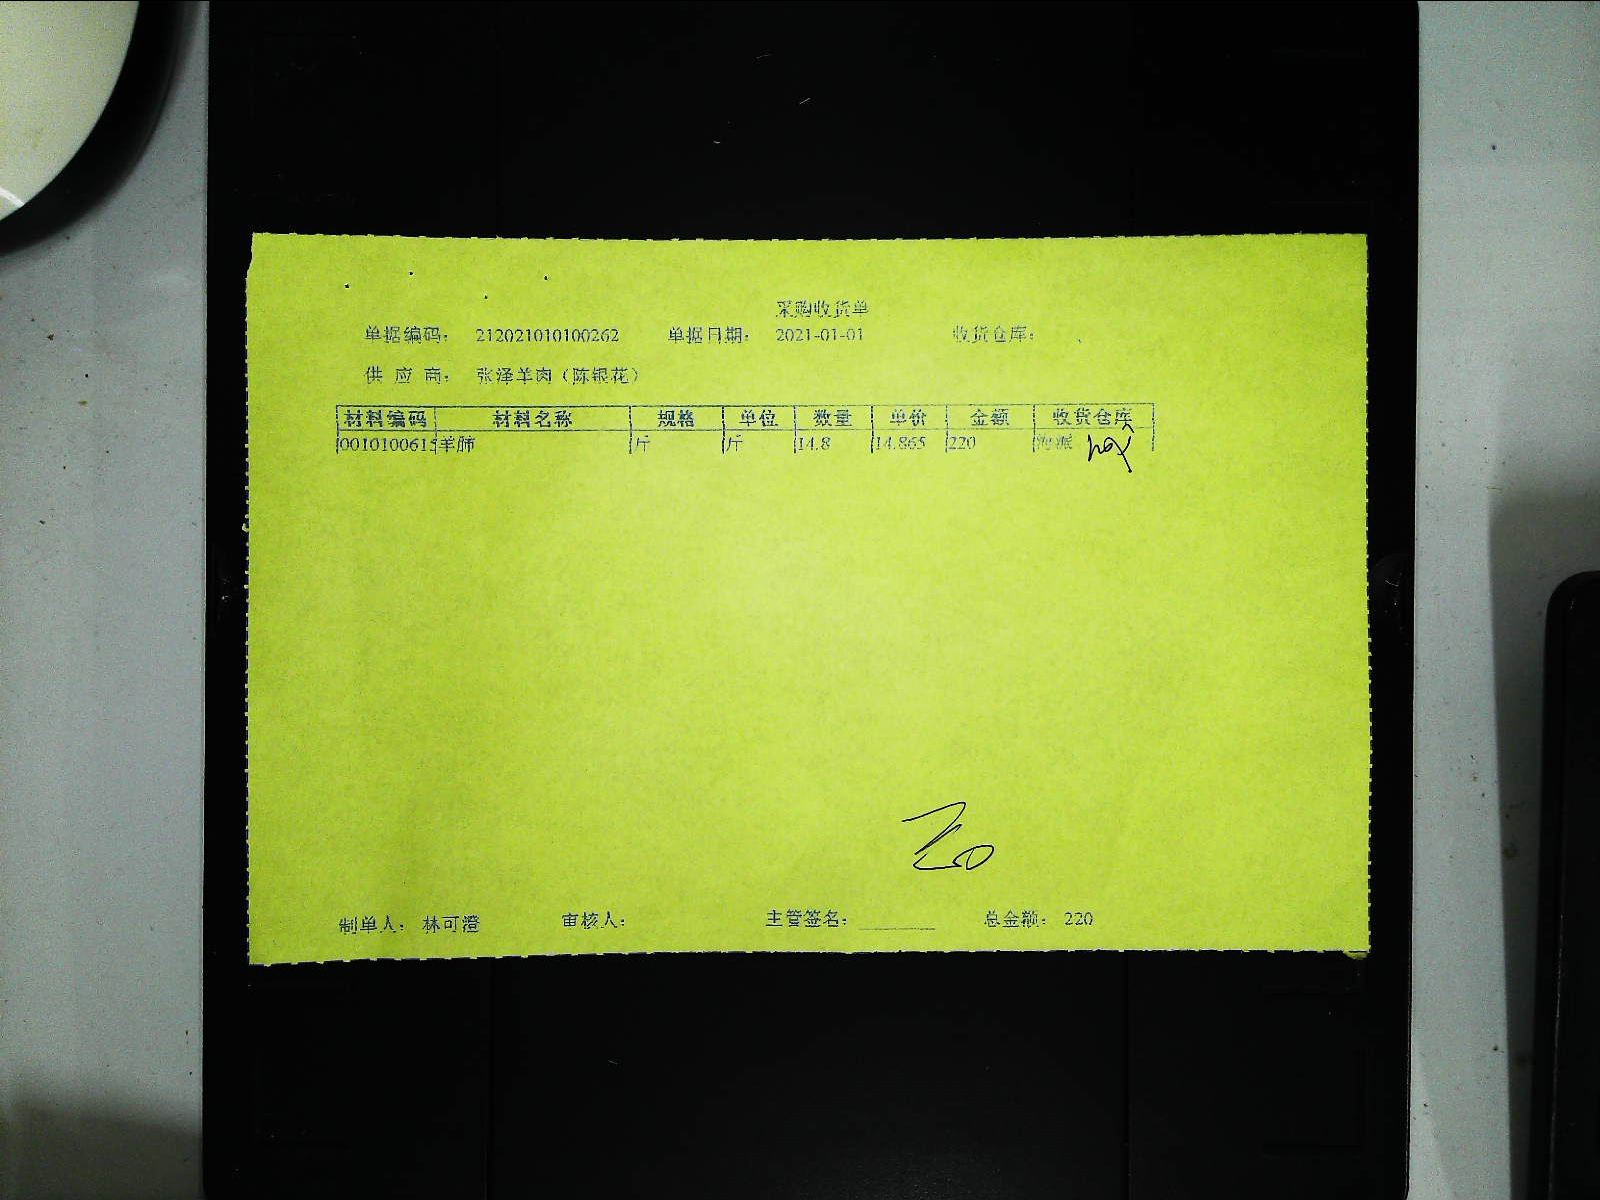 采购收货单
单据编码： 212021010100262 单据日期： 2021-01-01 收货仓库：
供 应 商： 张泽羊肉（陈银花）
材料编码 材料名称 规格 单位 数量 单价 金额 收货仓库
001010061 羊肺 斤 斤 14.8 14.865 220 海派
制单人： 林可澄 审核人： 主管签名： 总金额： 220